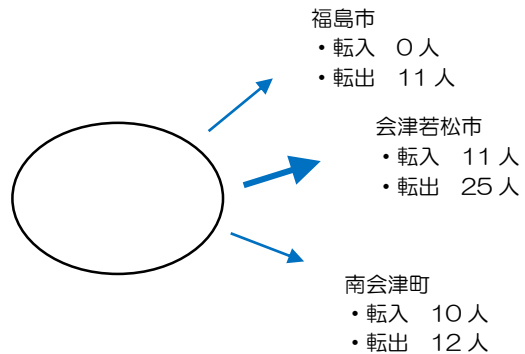 福島市
・転入　0人
・転出　11人
会津若松市
・転入　11人
・転出　25人
南会津町
・転入　10人
・転出　12人